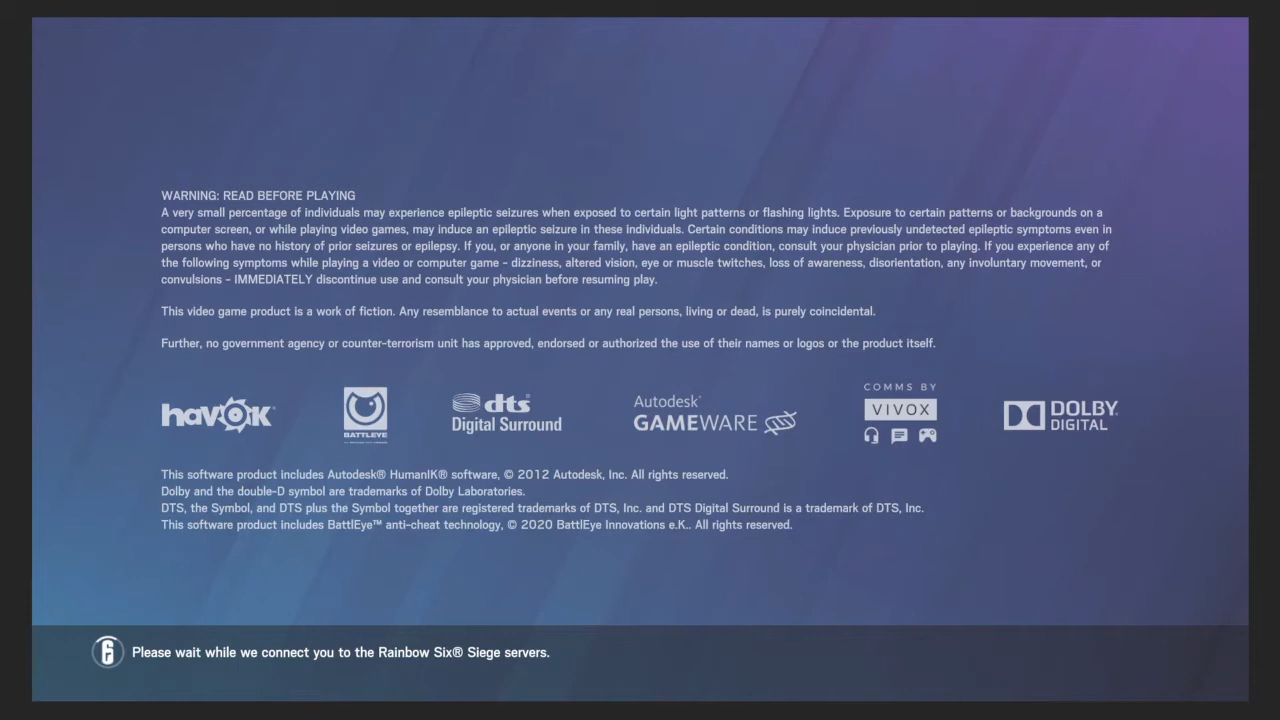 WARNING: READ BEFORE PLAYING
A very small percentage of individuals may experience epileptic seizures when exposed to certain light patterns or flashing lights. Exposure to certain patterns or backgrounds on a
computer screen, or while playing video games, may induce an epileptic seizure in these individuals. Certain conditions may induce previously undetected epileptic symptoms even in
persons who have no history of prior seizures or epilepsy. If you, or anyone in your family, have an epileptic condition, consult your physician prior to playing. If you experience any of
the following symptoms while playing a video or computer game - dizziness, altered vision, eye or muscle twitches, loss of awareness, disorientation, any involuntary movement, or
convulsions - IMMEDIATELY discontinue use and consult your physician before resuming play.
This video game product is a work of fiction. Any resemblance to actual events or any real persons, living or dead, is purely coincidental.
Further, no government agency or counter-terrorism unit has approved, endorsed or authorized the use of their names or logos or the product itself.
havok
BATTLEYE
dts
Digital Surround
Autodesk®
GAMEWARE
COMMS BY
VIVOX
DOLBY
DIGITAL
This software product includes Autodesk® HumanIK® software, © 2012 Autodesk, Inc. All rights reserved.
Dolby and the double-D symbol are trademarks of Dolby Laboratories.
DTS, the Symbol, and DTS plus the Symbol together are registered trademarks of DTS, Inc. and DTS Digital Surround is a trademark of DTS, Inc.
This software product includes BattlEye™ anti-cheat technology, © 2020 BattlEye Innovations e.K.. All rights reserved.
6 Please wait while we connect you to the Rainbow Six® Siege servers.